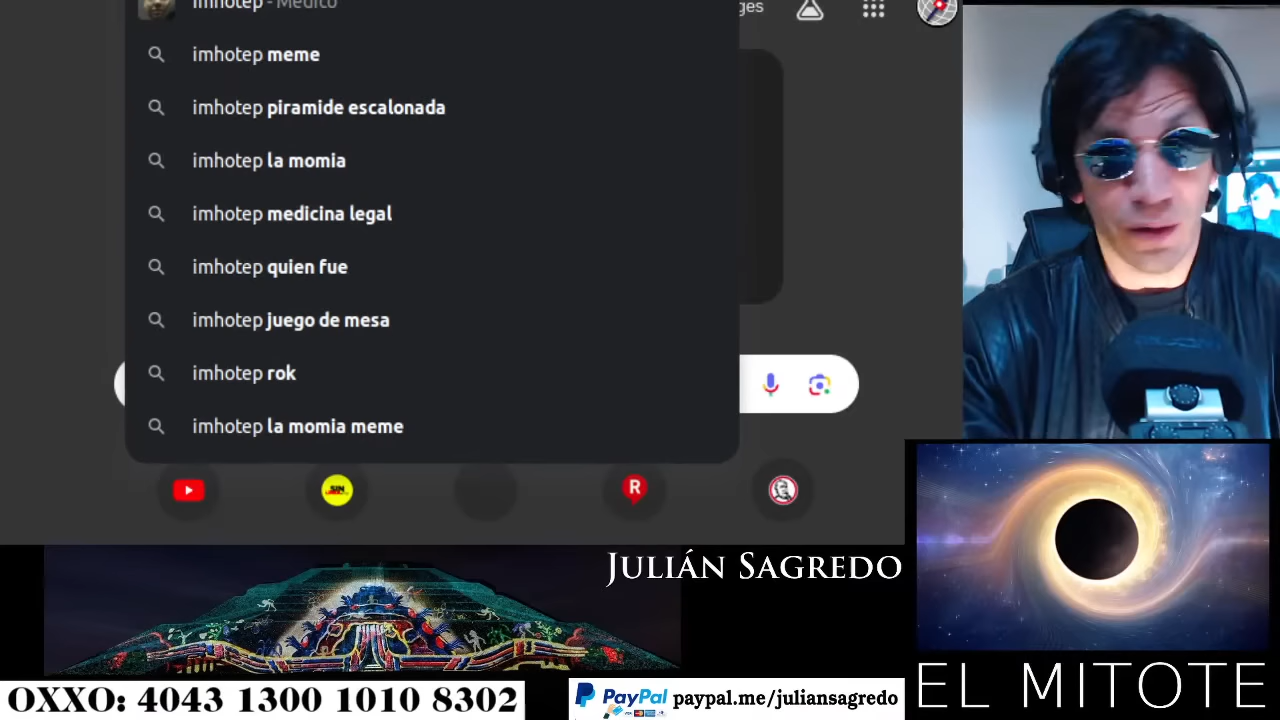 imhotep - Médico
ges
imhotep meme
imhotep piramide escalonada
imhotep la momia
imhotep medicina legal
imhotep quien fue
imhotep juego de mesa
imhotep rok
imhotep la momia meme
SIN
R
JULIÁN SAGREDO
OXXO: 4043 1300 1010 8302
PayPal paypal.me/juliansagredo
EL MITOTE